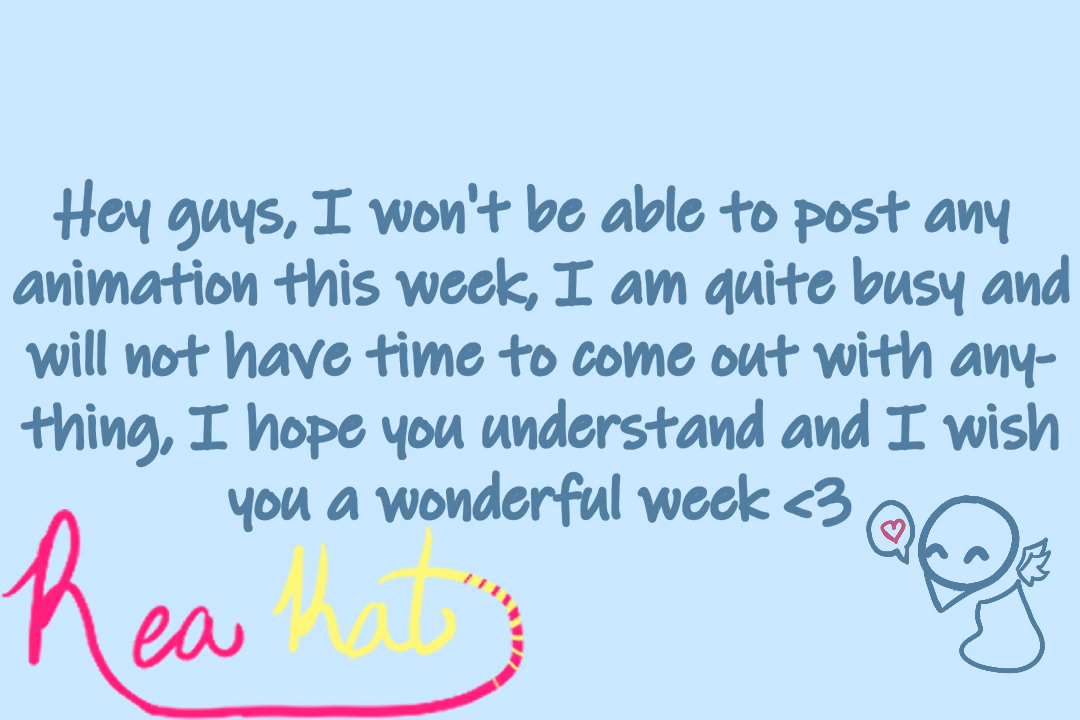 Hey guys, I won't be able to post any
animation this week, I am quite busy and
will not have time to come out with any-
thing, I hope you understand and I wish
you a wonderful week <3
Rea Kat